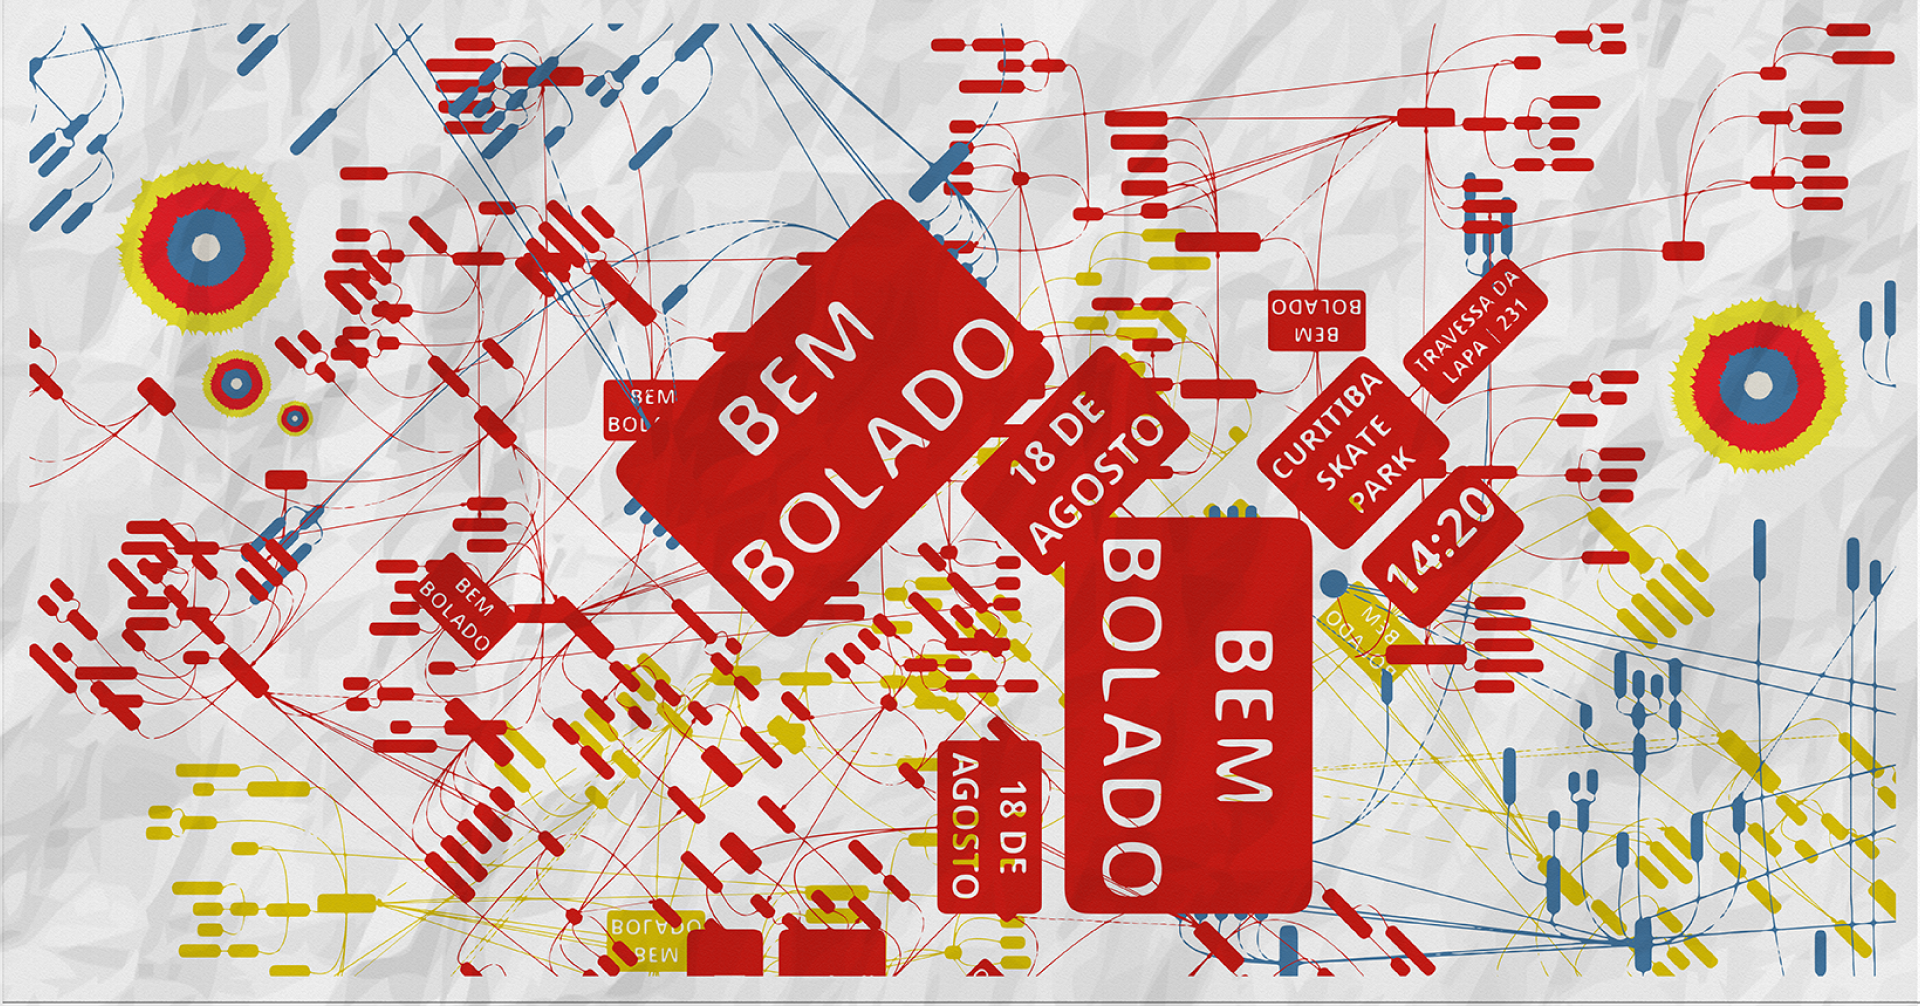 BEM
BOLADO
18 DE
AGOSTO
CURITIBA
SKATE
PARK
TRAVESSA DA
LAPA | 231
14:20
BEM
BOLADO
BEM
BOLADO
BEM
BOLADO
BEM
18 DE
AGOSTO
BEM
BOLADO
BEM
BOLADO